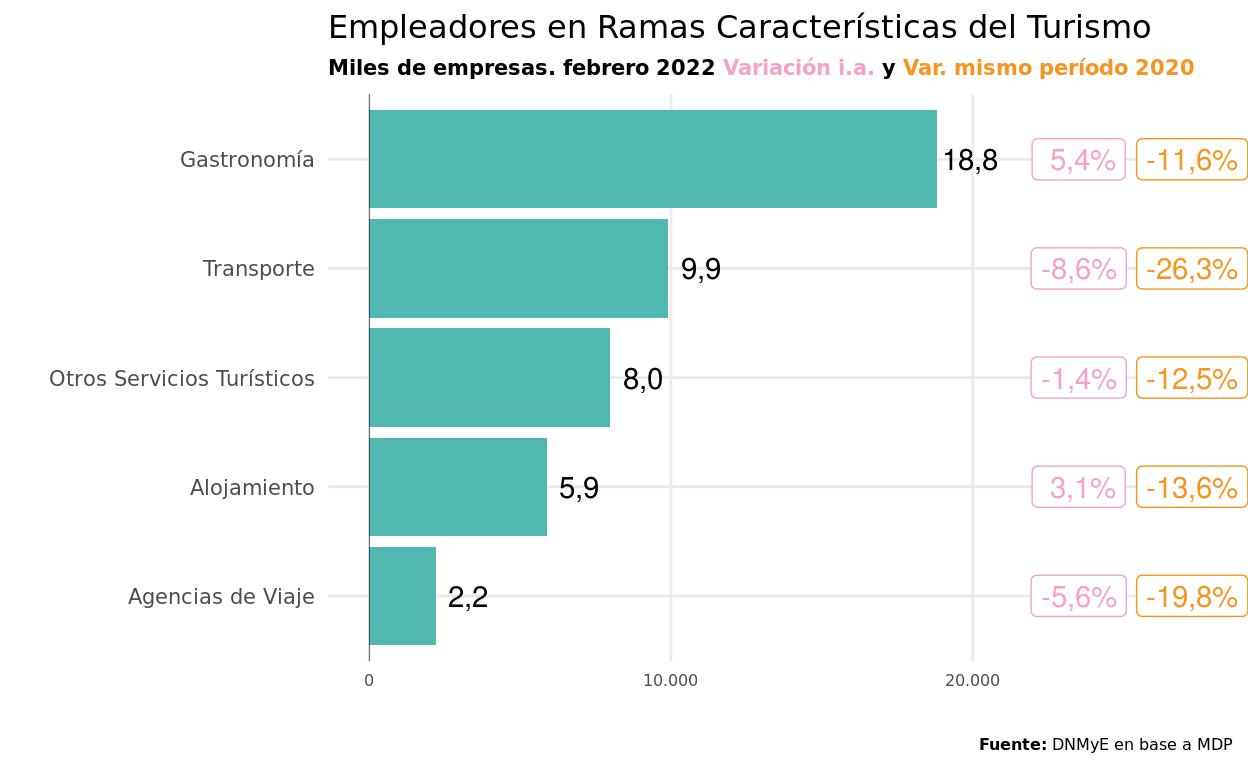 Empleadores en Ramas Características del Turismo
Miles de empresas. febrero 2022 Variación i.a. y Var. mismo período 2020
Gastronomía 18,8 5,4% -11,6%
Transporte 9,9 -8,6% -26,3%
Otros Servicios Turísticos 8,0 -1,4% -12,5%
Alojamiento 5,9 3,1% -13,6%
Agencias de Viaje 2,2 -5,6% -19,8%
0 10.000 20.000
Fuente: DNMyE en base a MDP